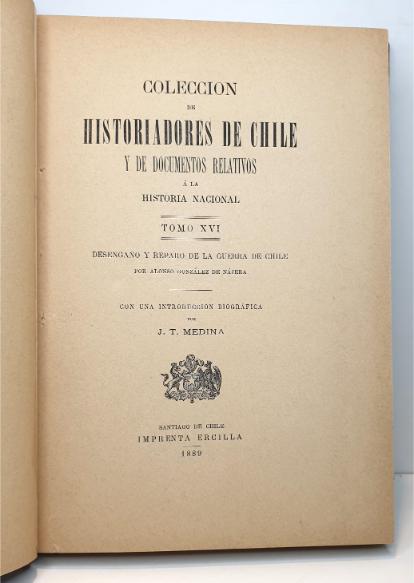 COLECCION
DE
HISTORIADORES DE CHILE
Y DE DOCUMENTOS RELATIVOS
Á LA
HISTORIA NACIONAL
TOMO XVI
DESENGAÑO Y REPARO DE LA GUERRA DE CHILE
POR ALONSO GONZÁLEZ DE NÁJERA
CON UNA INTRODUCCION BIOGRÁFICA
POR
J. T. MEDINA
SANTIAGO DE CHILE
IMPRENTA ERCILLA
1889